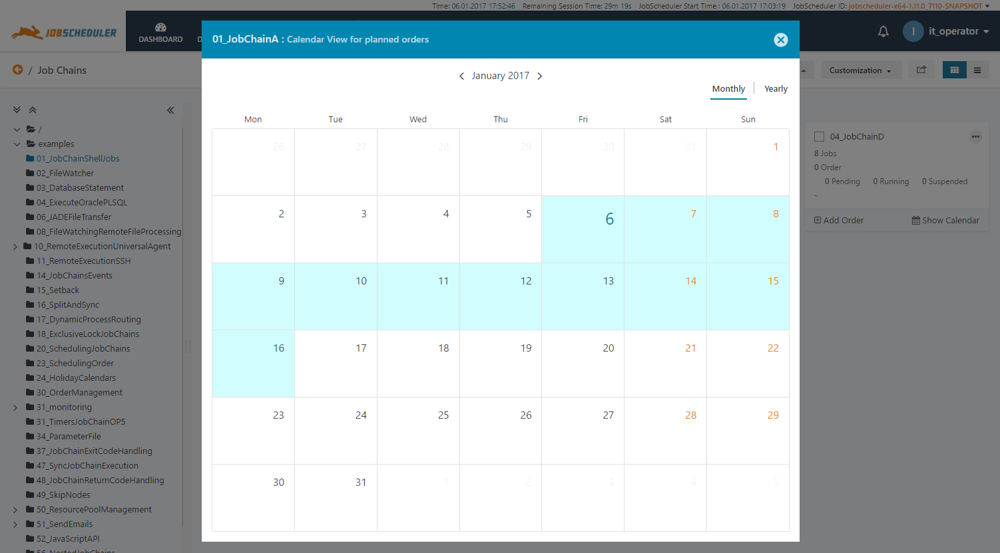 Time: 06.01.2017 17:52:46 Remaining Session Time: 29m 19s JobScheduler Start Time : 06.01.2017 17:03:19 JobScheduler ID: jobscheduler-x64-1.11.0_7110-SNAPSHOT
JOBSCHEDULER
DASHBOARD D
I it_operator
/ Job Chains
Customization
01_JobChainA : Calendar View for planned orders
January 2017
Monthly Yearly
Mon Tue Wed Thu Fri Sat Sun
26 27 28 29 30 31 1
2 3 4 5 6 7 8
9 10 11 12 13 14 15
16 17 18 19 20 21 22
23 24 25 26 27 28 29
30 31 1 2 3 4 5
/
examples
01_JobChainShellJobs
02_FileWatcher
03_DatabaseStatement
04_ExecuteOraclePLSQL
06_JADEFileTransfer
08_FileWatchingRemoteFileProcessing
10_RemoteExecutionUniversalAgent
11_RemoteExecutionSSH
14_JobChainsEvents
15_Setback
16_SplitAndSync
17_DynamicProcessRouting
18_ExclusiveLockJobChains
20_SchedulingJobChains
23_SchedulingOrder
24_HolidayCalendars
30_OrderManagement
31_monitoring
31_TimersJobChainOP5
34_ParameterFile
37_JobChainExitCodeHandling
47_SyncJobChainExecution
48_JobChainReturnCodeHandling
49_SkipNodes
50_ResourcePoolManagement
51_SendEmails
52_JavaScriptAPI
56_NestedJobChains
04_JobChainD
8 Jobs
0 Order
0 Pending 0 Running 0 Suspended
-
Add Order Show Calendar